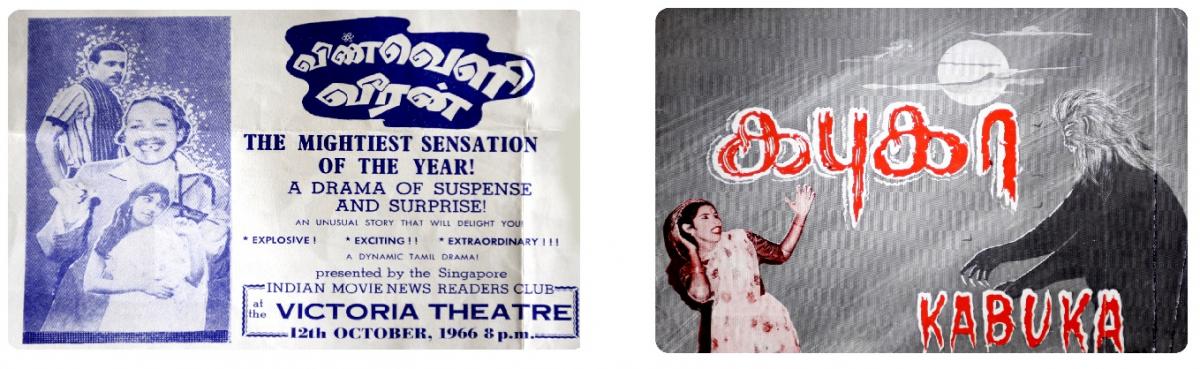 விண்வெளி
வீரன்
THE MIGHTIEST SENSATION
OF THE YEAR!
A DRAMA OF SUSPENSE
AND SURPRISE!
AN UNUSUAL STORY THAT WILL DELIGHT YOU!
* EXPLOSIVE! * EXCITING!! * EXTRAORDINARY!!!
A DYNAMIC TAMIL DRAMA!
presented by the Singapore
INDIAN MOVIE NEWS READERS CLUB
at the VICTORIA THEATRE
12th OCTOBER, 1966 8 p.m.
கபுகா
KABUKA